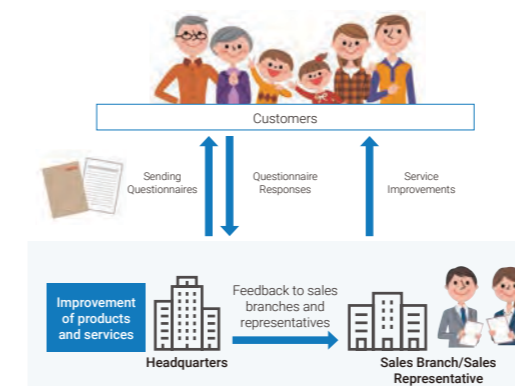 Customers
Sending
Questionnaires
Questionnaire
Responses
Service
Improvements
Improvement
of products
and services
Feedback to sales
branches and
representatives
Headquarters
Sales Branch/Sales
Representative